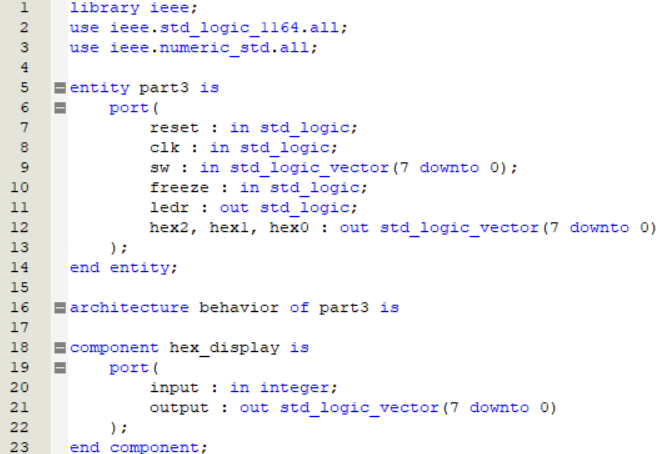 1 library ieee;
2 use ieee.std_logic_1164.all;
3 use ieee.numeric_std.all;
4
5 entity part3 is
6     port(
7         reset : in std_logic;
8         clk : in std_logic;
9         sw : in std_logic_vector(7 downto 0);
10         freeze : in std_logic;
11         ledr : out std_logic;
12         hex2, hex1, hex0 : out std_logic_vector(7 downto 0)
13     );
14 end entity;
15
16 architecture behavior of part3 is
17
18 component hex_display is
19     port(
20         input : in integer;
21         output : out std_logic_vector(7 downto 0)
22     );
23 end component;